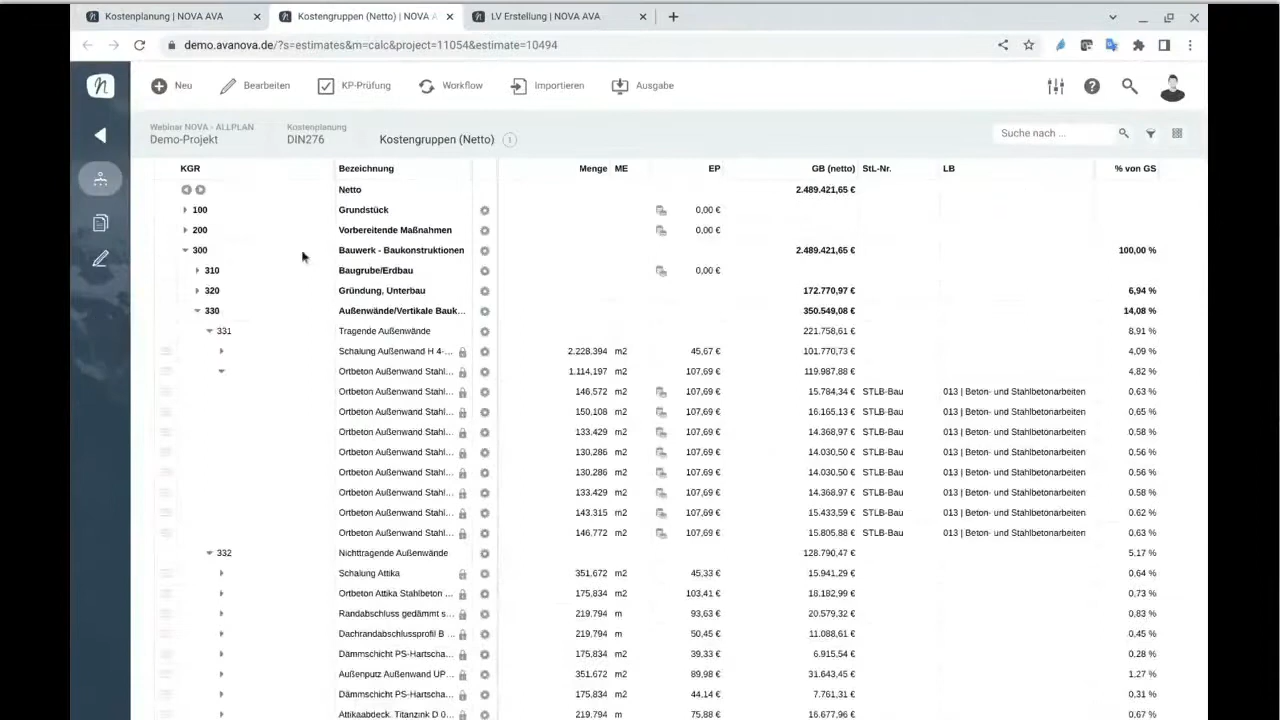 Kostenplanung | NOVA AVA
Kostengruppen (Netto) | NOVA A
LV Erstellung | NOVA AVA
demo.avanova.de/?s=estimates&m=calc&project=11054&estimate=10494
Neu Bearbeiten KP-Prüfung Workflow Importieren Ausgabe
Webinar NOVA - ALLPLAN Kostenplanung
Demo-Projekt DIN276 Kostengruppen (Netto) Suche nach ...
KGR Bezeichnung Menge ME EP GB (netto) StL-Nr. LB % von GS
Netto 2.489.421,65 €
100 Grundstück 0,00 €
200 Vorbereitende Maßnahmen 0,00 €
300 Bauwerk - Baukonstruktionen 2.489.421,65 € 100,00 %
310 Baugrube/Erdbau 0,00 €
320 Gründung, Unterbau 172.770,97 € 6,94 %
330 Außenwände/Vertikale Bauk... 350.549,08 € 14,08 %
331 Tragende Außenwände 221.758,61 € 8,91 %
Schalung Außenwand H 4-... 2.228.394 m2 45,67 € 101.770,73 € 4,09 %
Ortbeton Außenwand Stahl... 1.114,197 m2 107,69 € 119.987,88 € 4,82 %
Ortbeton Außenwand Stahl... 146,572 m2 107,69 € 15.784,34 € STLB-Bau 013 | Beton- und Stahlbetonarbeiten 0,63 %
Ortbeton Außenwand Stahl... 150,108 m2 107,69 € 16.165,13 € STLB-Bau 013 | Beton- und Stahlbetonarbeiten 0,65 %
Ortbeton Außenwand Stahl... 133.429 m2 107,69 € 14.368,97 € STLB-Bau 013 | Beton- und Stahlbetonarbeiten 0,58 %
Ortbeton Außenwand Stahl... 130,286 m2 107,69 € 14.030,50 € STLB-Bau 013 | Beton- und Stahlbetonarbeiten 0,56 %
Ortbeton Außenwand Stahl... 130,286 m2 107,69 € 14.030,50 € STLB-Bau 013 | Beton- und Stahlbetonarbeiten 0,56 %
Ortbeton Außenwand Stahl... 133.429 m2 107,69 € 14.368,97 € STLB-Bau 013 | Beton- und Stahlbetonarbeiten 0,58 %
Ortbeton Außenwand Stahl... 143,315 m2 107,69 € 15.433,59 € STLB-Bau 013 | Beton- und Stahlbetonarbeiten 0,62 %
Ortbeton Außenwand Stahl... 146,772 m2 107,69 € 15.805,88 € STLB-Bau 013 | Beton- und Stahlbetonarbeiten 0,63 %
332 Nichttragende Außenwände 128.790,47 € 5,17 %
Schalung Attika 351,672 m2 45,33 € 15.941,29 € 0,64 %
Ortbeton Attika Stahlbeton ... 175,834 m2 103,41 € 18.182,99 € 0,73 %
Randabschluss gedämmt s... 219.794 m 93,63 € 20.579,32 € 0,83 %
Dachrandabschlussprofil B ... 219.794 m 50,45 € 11.088,61 € 0,45 %
Dämmschicht PS-Hartscha... 175,834 m2 39,33 € 6.915,54 € 0,28 %
Außenputz Außenwand UP... 351,672 m2 89,98 € 31.643,45 € 1,27 %
Dämmschicht PS-Hartscha... 175,834 m2 44,14 € 7.761,31 € 0,31 %
Attikaabdeck. Titanzink D 0... 219.794 m 75,88 € 16.677,96 € 0,67 %